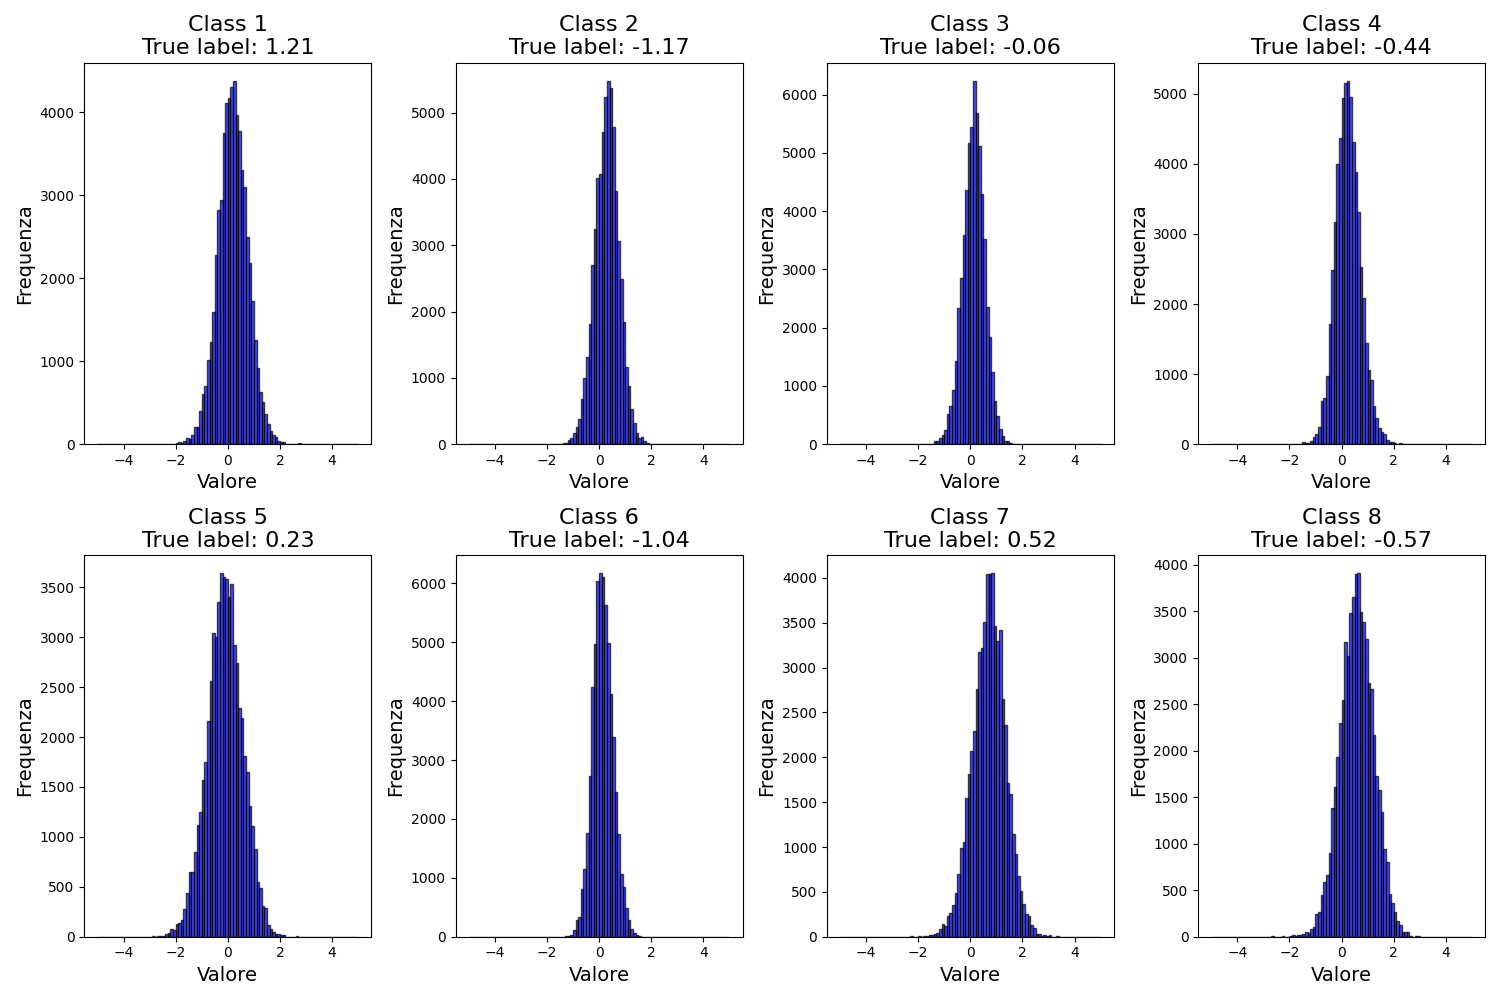 Class 1
True label: 1.21
Frequenza
4000
3000
2000
1000
0
−4 −2 0 2 4
Valore
Class 2
True label: -1.17
Frequenza
5000
4000
3000
2000
1000
0
−4 −2 0 2 4
Valore
Class 3
True label: -0.06
Frequenza
6000
5000
4000
3000
2000
1000
0
−4 −2 0 2 4
Valore
Class 4
True label: -0.44
Frequenza
5000
4000
3000
2000
1000
0
−4 −2 0 2 4
Valore
Class 5
True label: 0.23
Frequenza
3500
3000
2500
2000
1500
1000
500
0
−4 −2 0 2 4
Valore
Class 6
True label: -1.04
Frequenza
6000
5000
4000
3000
2000
1000
0
−4 −2 0 2 4
Valore
Class 7
True label: 0.52
Frequenza
4000
3500
3000
2500
2000
1500
1000
500
0
−4 −2 0 2 4
Valore
Class 8
True label: -0.57
Frequenza
4000
3500
3000
2500
2000
1500
1000
500
0
−4 −2 0 2 4
Valore